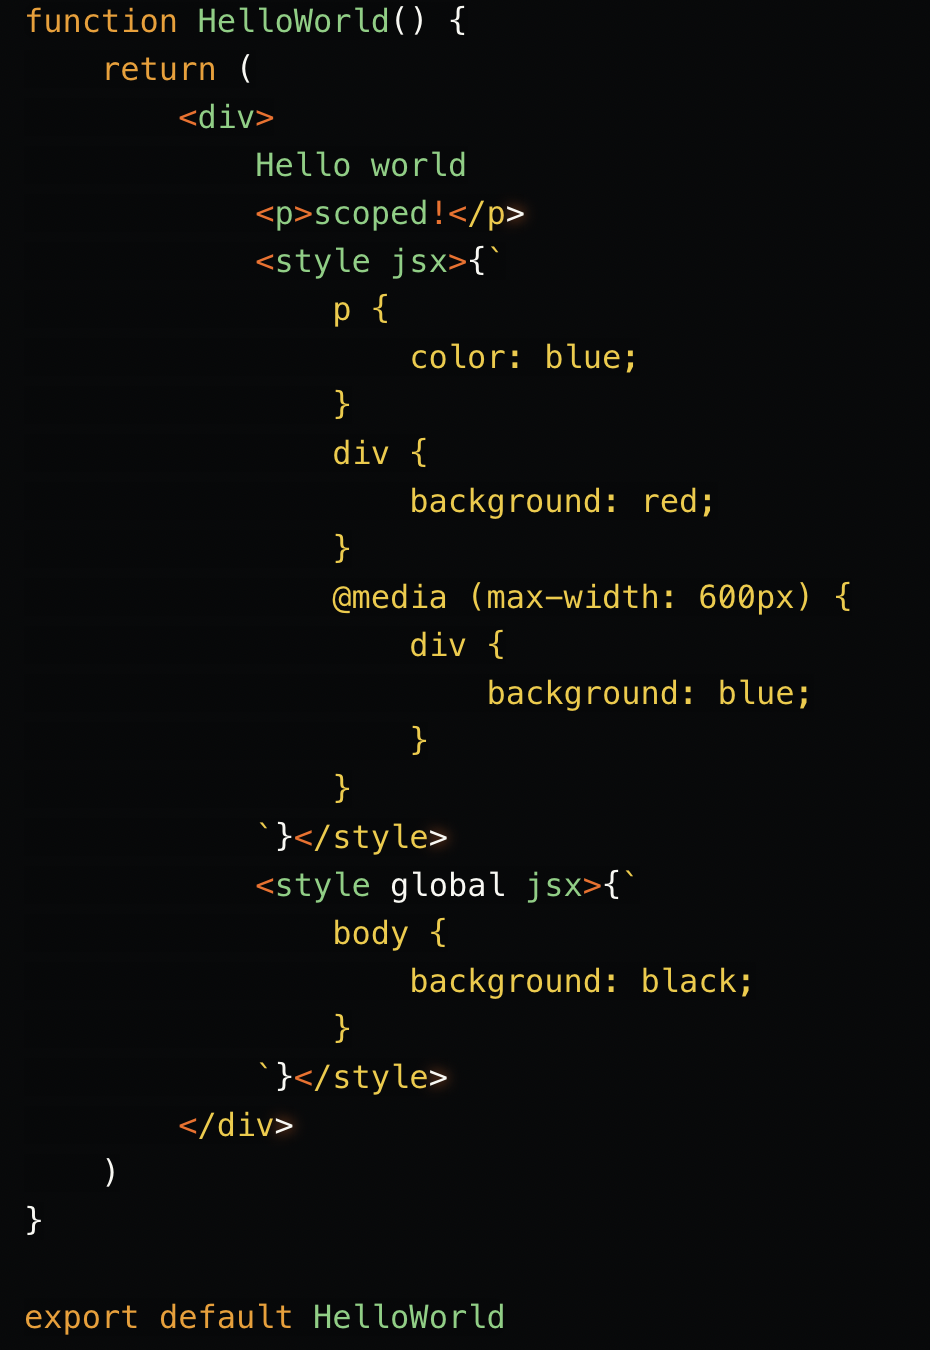 function HelloWorld() {
    return (
        <div>
            Hello world
            <p>scoped!</p>
            <style jsx>{`
                p {
                    color: blue;
                }
                div {
                    background: red;
                }
                @media (max-width: 600px) {
                    div {
                        background: blue;
                    }
                }
            `}</style>
            <style global jsx>{`
                body {
                    background: black;
                }
            `}</style>
        </div>
    )
}

export default HelloWorld